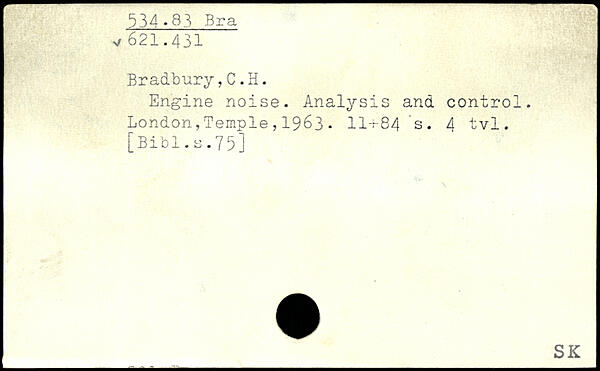 534.83 Bra
621.431
Bradbury,C.H.
Engine noise. Analysis and control.
London,Temple,1963. 11+84 s. 4 tvl.
[Bibl.s.75]
SK